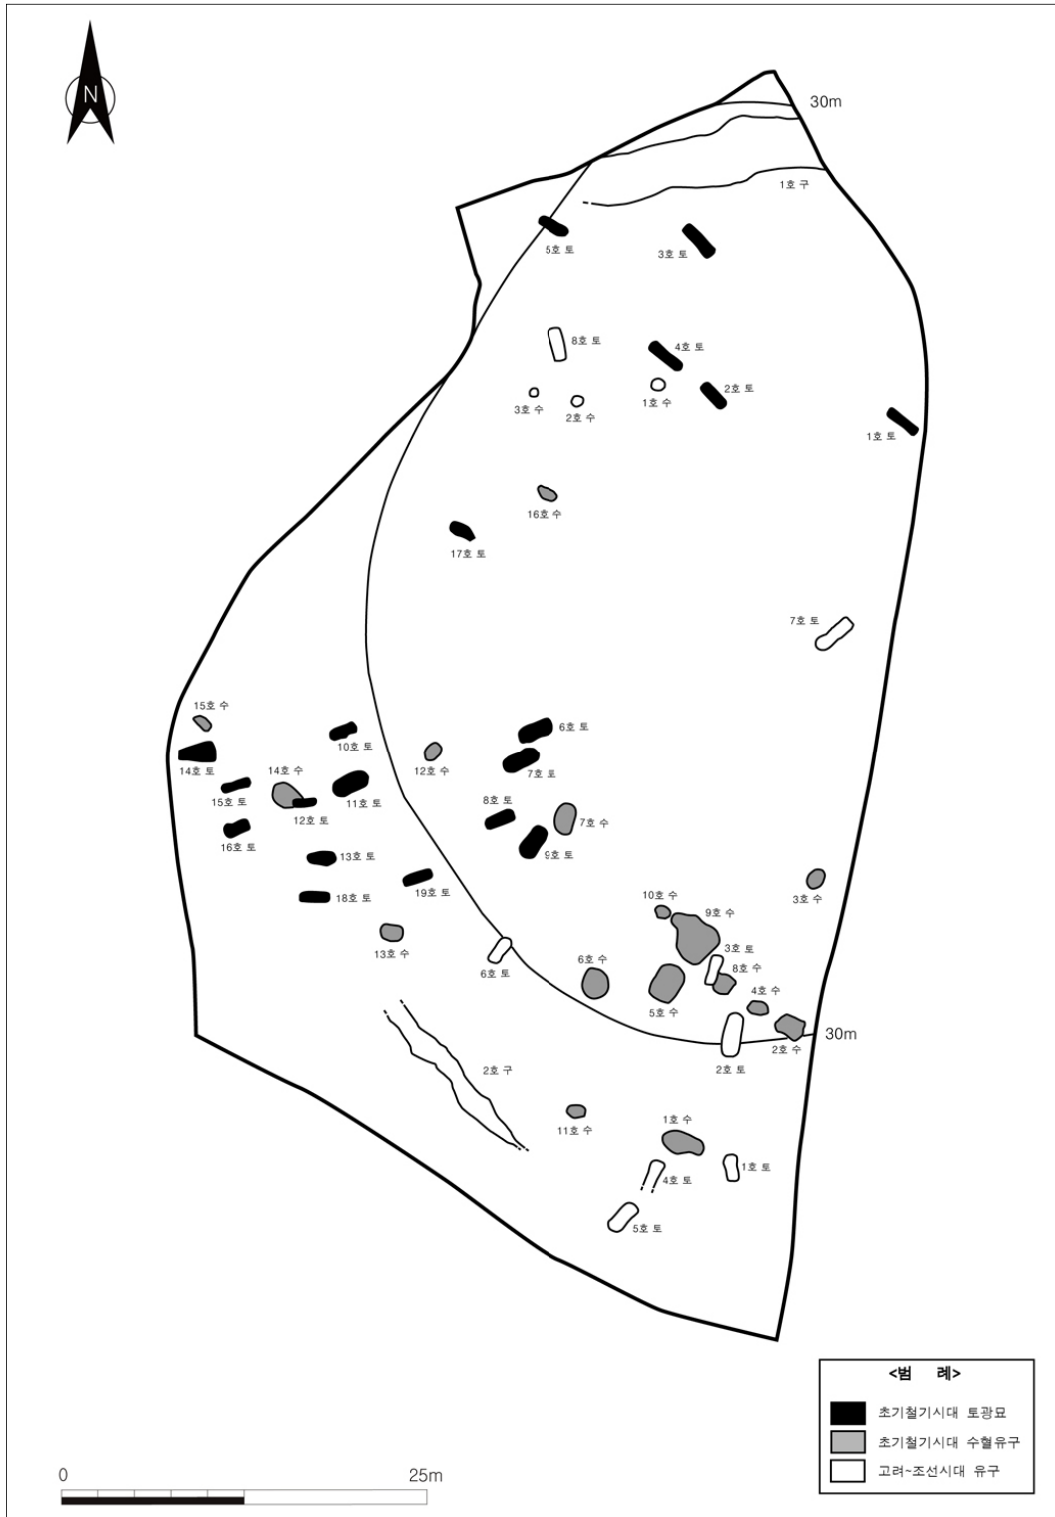 N
30m
1호 구
5호 토
3호 토
8호 토
4호 토
3호 수
2호 수
1호 수
2호 토
1호 토
16호 수
17호 토
7호 토
15호 수
14호 토
10호 토
12호 수
6호 토
7호 토
14호 수
15호 토
12호 토
11호 토
8호 토
7호 수
16호 토
13호 토
9호 토
18호 토
19호 토
3호 수
10호 수
9호 수
13호 수
6호 토
6호 수
3호 토
8호 수
5호 수
4호 수
30m
2호 수
2호 구
2호 토
11호 수
1호 수
1호 토
4호 토
5호 토
<범 례>
초기철기시대 토광묘
초기철기시대 수혈유구
고려~조선시대 유구
0 25m